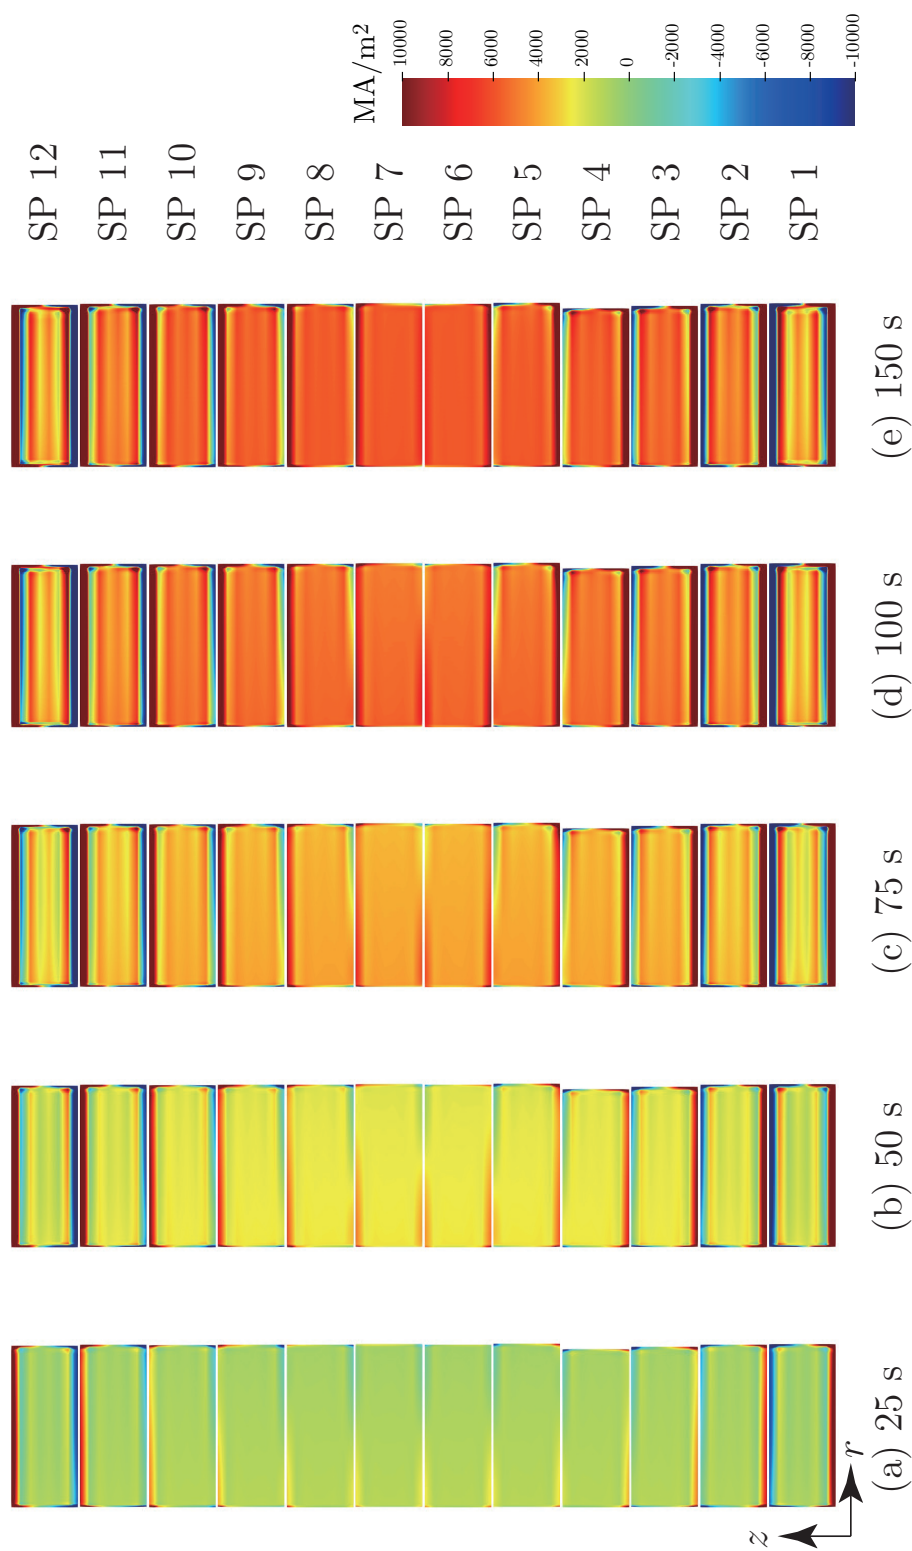 SP 12
SP 11
SP 10
SP 9
SP 8
SP 7
SP 6
SP 5
SP 4
SP 3
SP 2
SP 1
MA/m²
10000
8000
6000
4000
2000
0
-2000
-4000
-6000
-8000
-10000
z
r
(a) 25 s
(b) 50 s
(c) 75 s
(d) 100 s
(e) 150 s